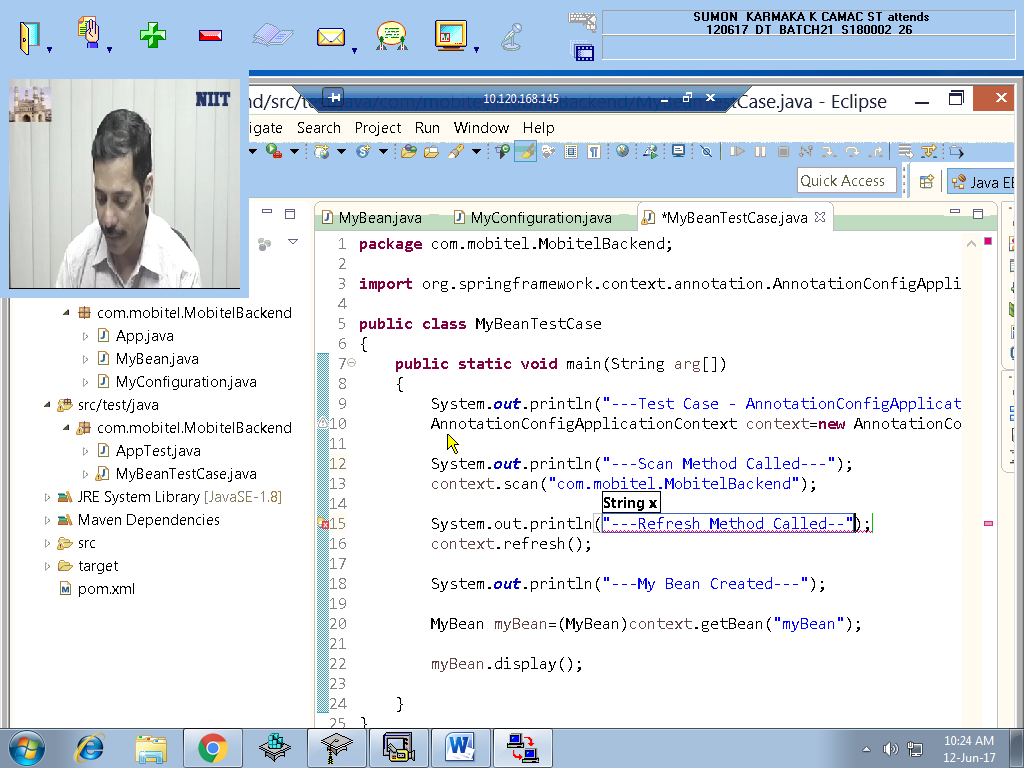 SUMON KARMAKA K CAMAC ST attends
120617 DT BATCH21 S180002 26
NIIT
10.120.168.145
TestCase.java - Eclipse
igate Search Project Run Window Help
Quick Access
Java EE
MyBean.java
MyConfiguration.java
*MyBeanTestCase.java
com.mobitel.MobitelBackend
App.java
MyBean.java
MyConfiguration.java
src/test/java
com.mobitel.MobitelBackend
AppTest.java
MyBeanTestCase.java
JRE System Library [JavaSE-1.8]
Maven Dependencies
src
target
pom.xml
1 package com.mobitel.MobitelBackend;
2
3 import org.springframework.context.annotation.AnnotationConfigAppli
4
5 public class MyBeanTestCase
6 {
7 public static void main(String arg[])
8 {
9 System.out.println("---Test Case - AnnotationConfigApplicat
10 AnnotationConfigApplicationContext context=new AnnotationCo
11
12 System.out.println("---Scan Method Called---");
13 context.scan("com.mobitel.MobitelBackend");
14
String x
15 System.out.println("---Refresh Method Called--");
16 context.refresh();
17
18 System.out.println("---My Bean Created---");
19
20 MyBean myBean=(MyBean)context.getBean("myBean");
21
22 myBean.display();
23
24 }
25 }
10:24 AM
12-Jun-17